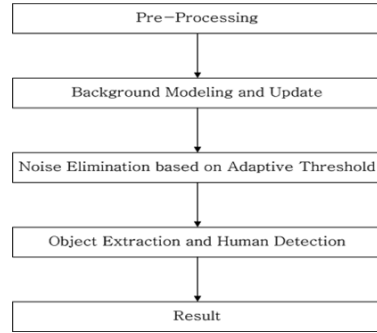 Pre-Processing
Background Modeling and Update
Noise Elimination based on Adaptive Threshold
Object Extraction and Human Detection
Result